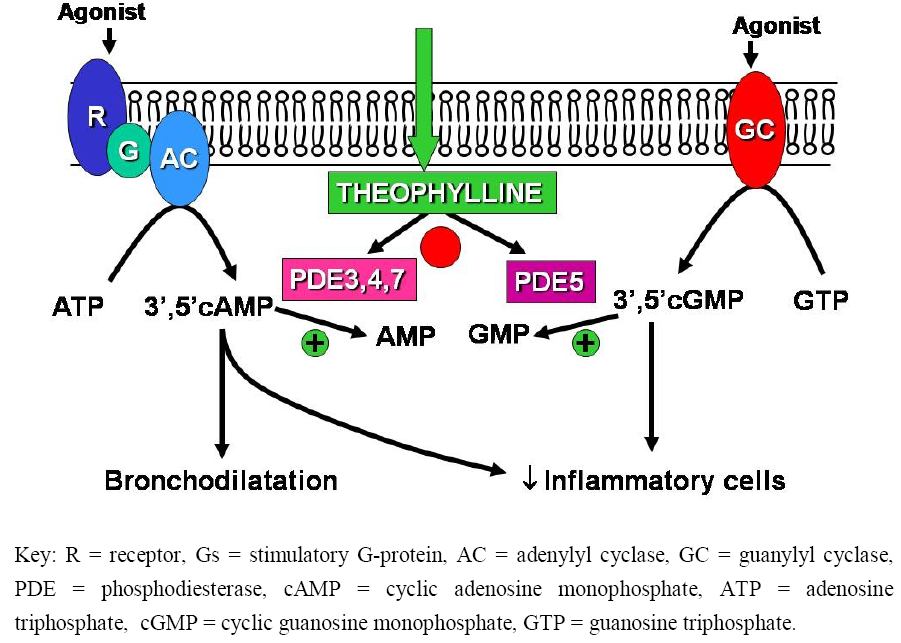 Agonist
Agonist
R
G
AC
GC
THEOPHYLLINE
PDE3,4,7
PDE5
ATP
3’,5’cAMP
3’,5’cGMP
GTP
+
AMP
GMP
+
Bronchodilatation
↓ Inflammatory cells
Key: R = receptor, Gs = stimulatory G-protein, AC = adenylyl cyclase, GC = guanylyl cyclase,
PDE = phosphodiesterase, cAMP = cyclic adenosine monophosphate, ATP = adenosine
triphosphate, cGMP = cyclic guanosine monophosphate, GTP = guanosine triphosphate.